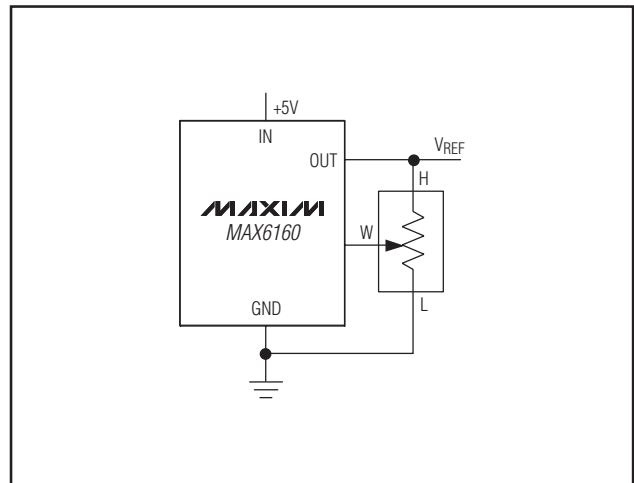 +5V
IN
OUT
VREF
H
MAXIM
MAX6160
W
L
GND